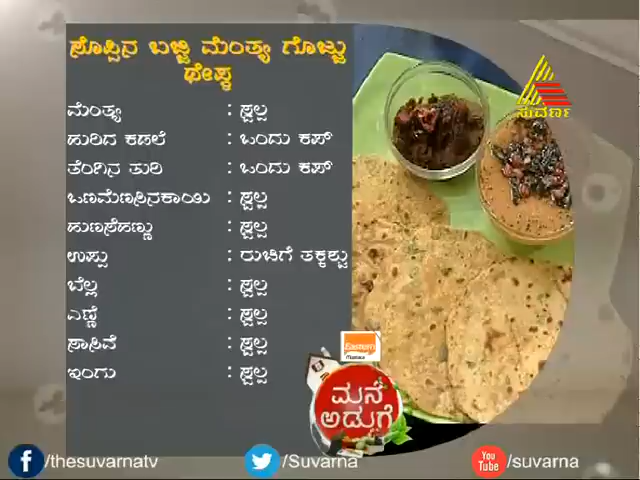 ಸೊಪ್ಪಿನ ಬಜ್ಜಿ ಮೆಂತ್ಯ ಗೊಜ್ಜು
ಥೇಪ್ಲ
ಮೆಂತ್ಯ : ಸ್ವಲ್ಪ
ಹುರಿದ ಕಡಲೆ : ಒಂದು ಕಪ್
ತೆಂಗಿನ ತುರಿ : ಒಂದು ಕಪ್
ಒಣಮೆಣಸಿನಕಾಯಿ : ಸ್ವಲ್ಪ
ಹುಣಸೆಹಣ್ಣು : ಸ್ವಲ್ಪ
ಉಪ್ಪು : ರುಚಿಗೆ ತಕ್ಕಷ್ಟು
ಬೆಲ್ಲ : ಸ್ವಲ್ಪ
ಎಣ್ಣೆ : ಸ್ವಲ್ಪ
ಸಾಸಿವೆ : ಸ್ವಲ್ಪ
ಇಂಗು : ಸ್ವಲ್ಪ
ಸುವರ್ಣ
Eastern
ಮನೆ
ಅಡುಗೆ
f /thesuvarnatv
/Suvarna
You Tube /suvarna